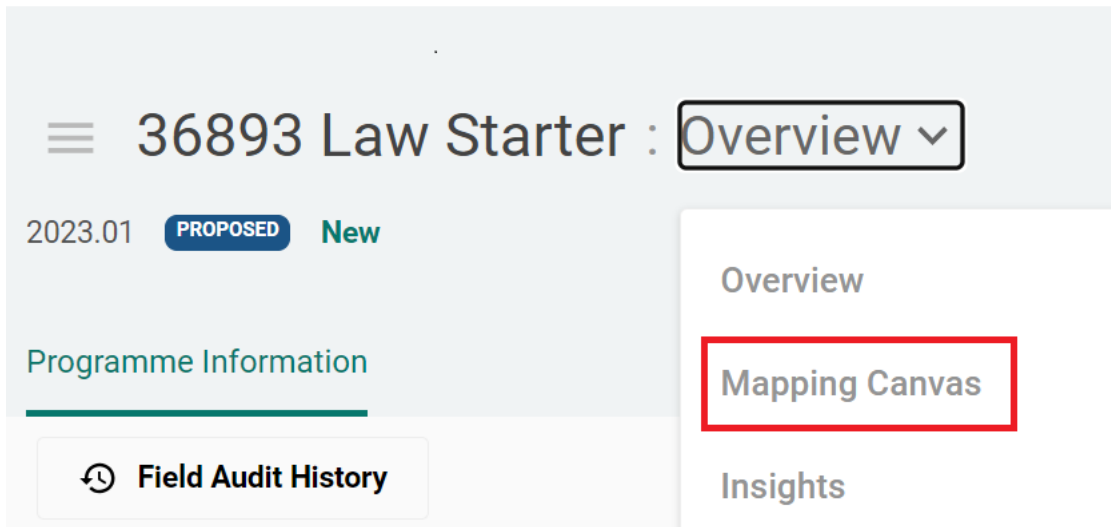 36893 Law Starter : Overview
2023.01 PROPOSED New
Overview
Programme Information
Mapping Canvas
Field Audit History
Insights